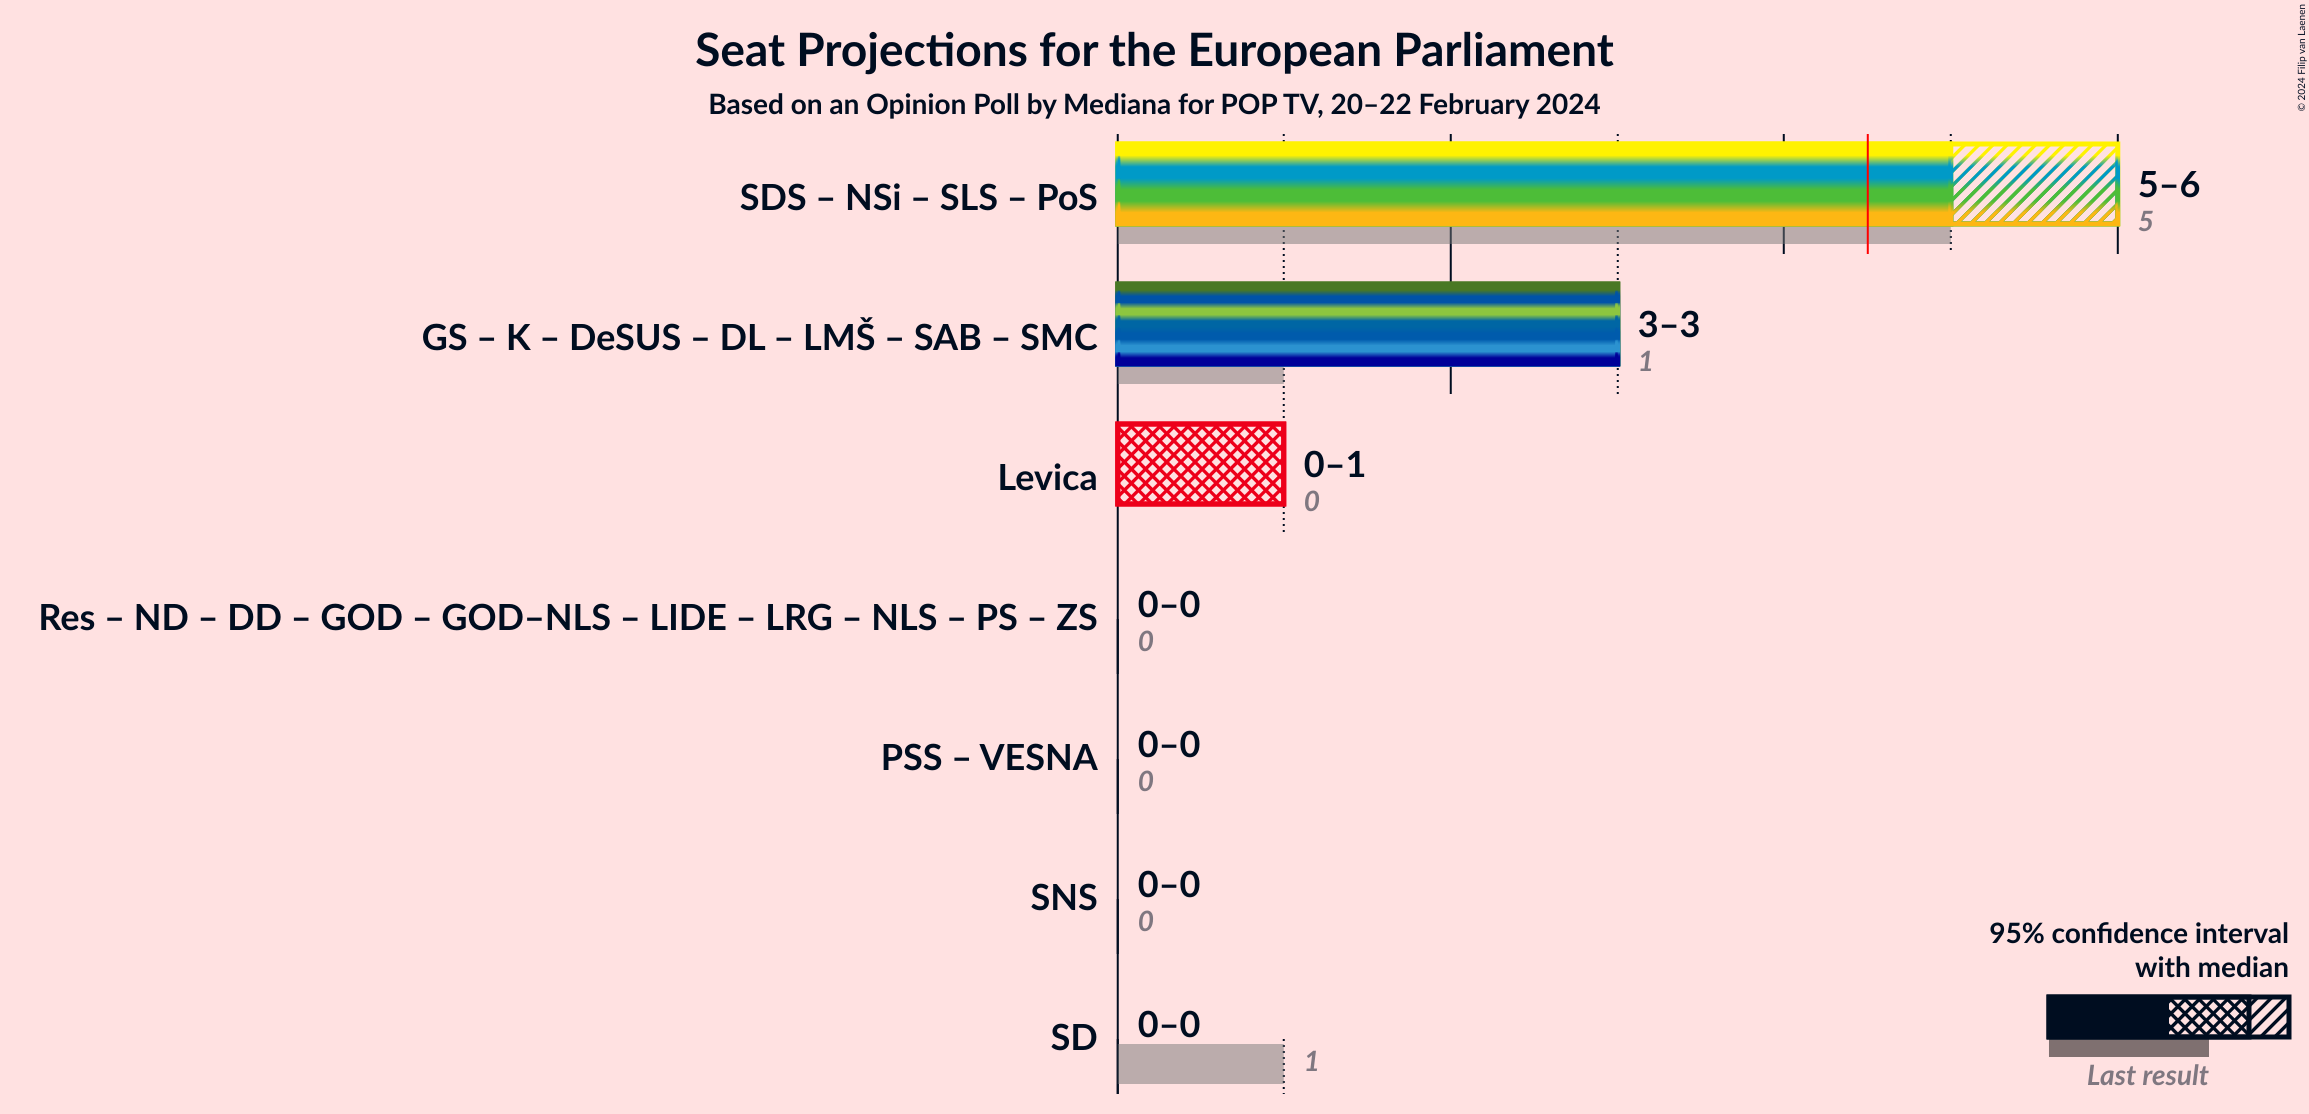 Seat Projections for the European Parliament
Based on an Opinion Poll by Mediana for POP TV, 20–22 February 2024
© 2024 Filip van Laenen
SDS – NSi – SLS – PoS
5–6
5
GS – K – DeSUS – DL – LMŠ – SAB – SMC
3–3
1
Levica
0–1
0
Res – ND – DD – GOD – GOD–NLS – LIDE – LRG – NLS – PS – ZS
0–0
0
PSS – VESNA
0–0
0
SNS
0–0
0
SD
0–0
1
95% confidence interval
with median
Last result